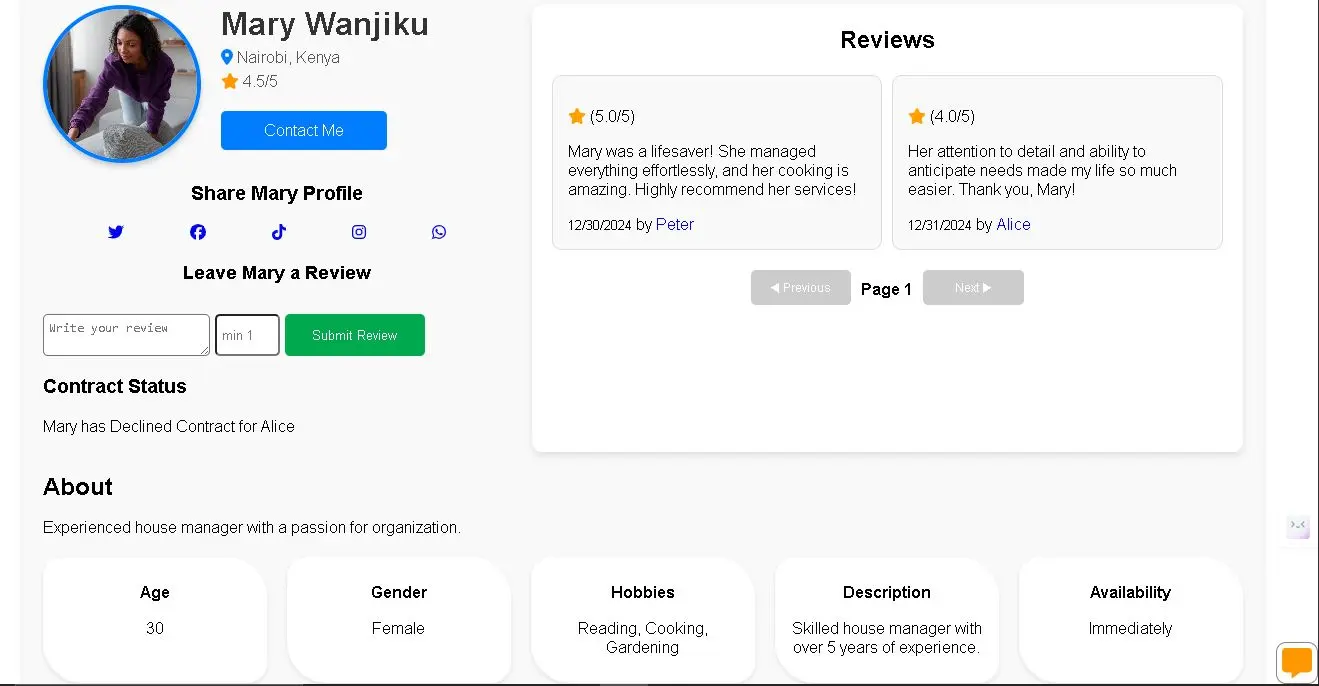 Mary Wanjiku
Nairobi, Kenya
4.5/5
Contact Me
Share Mary Profile
Leave Mary a Review
Write your review
min 1
Submit Review
Contract Status
Mary has Declined Contract for Alice
Reviews
(5.0/5)
Mary was a lifesaver! She managed
everything effortlessly, and her cooking is
amazing. Highly recommend her services!
12/30/2024 by Peter
(4.0/5)
Her attention to detail and ability to
anticipate needs made my life so much
easier. Thank you, Mary!
12/31/2024 by Alice
Previous
Page 1
Next
About
Experienced house manager with a passion for organization.
Age
30
Gender
Female
Hobbies
Reading, Cooking,
Gardening
Description
Skilled house manager with
over 5 years of experience.
Availability
Immediately